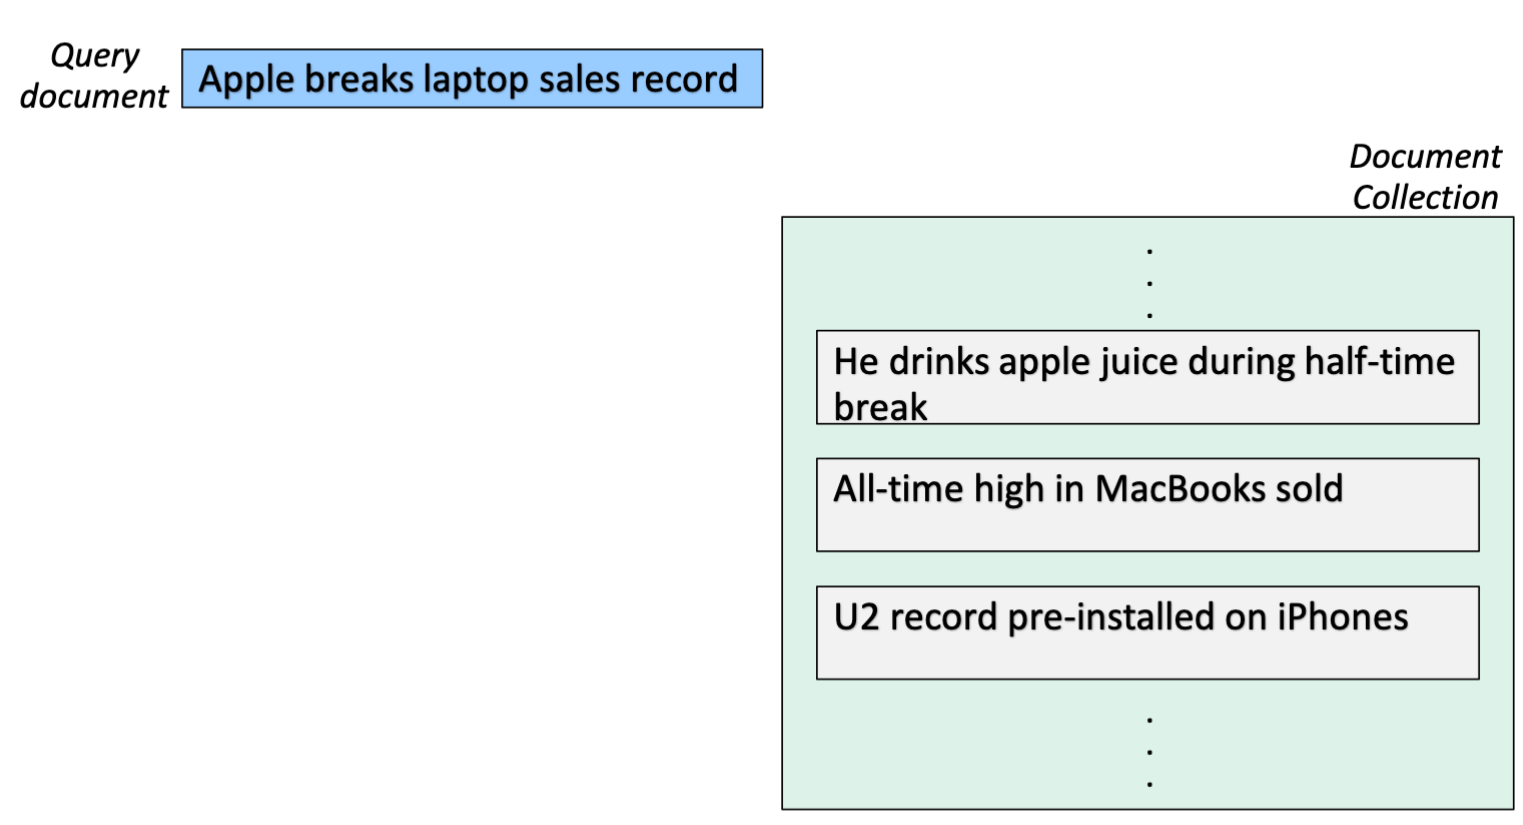 Query
document
Apple breaks laptop sales record
Document
Collection
.
.
.
He drinks apple juice during half-time
break
All-time high in MacBooks sold
U2 record pre-installed on iPhones
.
.
.